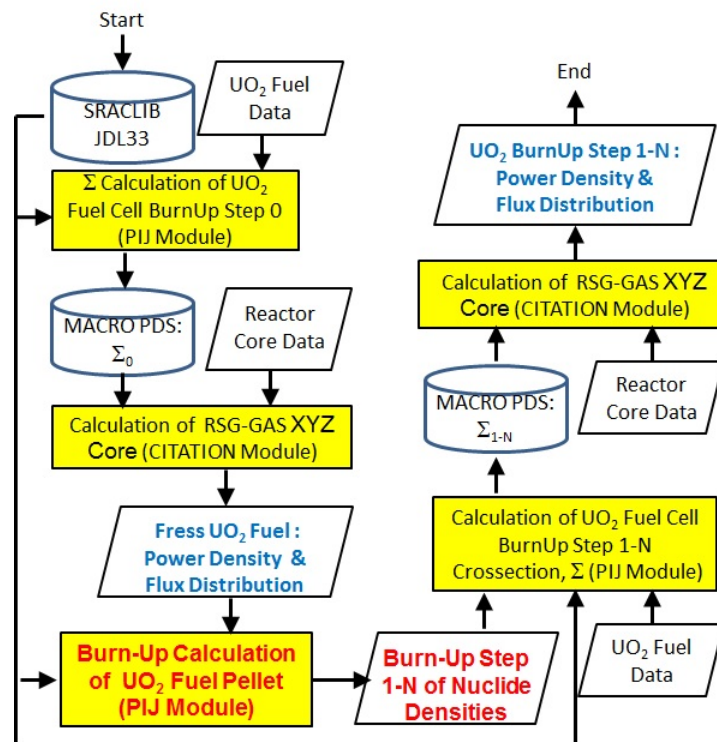 Start
SRACLIB
JDL33
UO₂ Fuel
Data
Σ Calculation of UO₂
Fuel Cell BurnUp Step 0
(PIJ Module)
MACRO PDS:
Σ₀
Reactor
Core Data
Calculation of RSG-GAS XYZ
Core (CITATION Module)
Fress UO₂ Fuel :
Power Density &
Flux Distribution
Burn-Up Calculation
of UO₂ Fuel Pellet
(PIJ Module)
Burn-Up Step
1-N of Nuclide
Densities
UO₂ Fuel
Data
Calculation of UO₂ Fuel Cell
BurnUp Step 1-N
Crossection, Σ (PIJ Module)
MACRO PDS:
Σ₁₋N
Reactor
Core Data
Calculation of RSG-GAS XYZ
Core (CITATION Module)
UO₂ BurnUp Step 1-N :
Power Density &
Flux Distribution
End